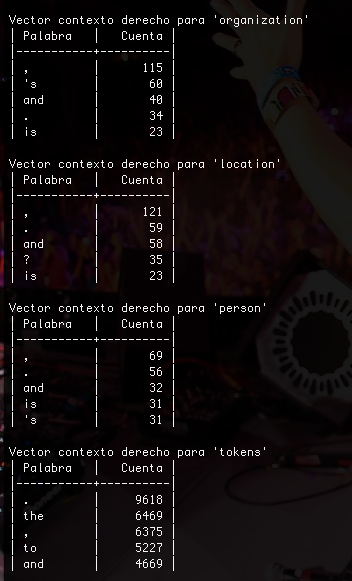 Vector contexto derecho para 'organization'
| Palabra | Cuenta |
|-----------+---------|
| , | 115 |
| 's | 60 |
| and | 40 |
| . | 34 |
| is | 23 |
Vector contexto derecho para 'location'
| Palabra | Cuenta |
|-----------+---------|
| , | 121 |
| . | 59 |
| and | 58 |
| ? | 35 |
| is | 23 |
Vector contexto derecho para 'person'
| Palabra | Cuenta |
|-----------+---------|
| , | 69 |
| . | 56 |
| and | 32 |
| is | 31 |
| 's | 31 |
Vector contexto derecho para 'tokens'
| Palabra | Cuenta |
|-----------+---------|
| . | 9618 |
| the | 6469 |
| , | 6375 |
| to | 5227 |
| and | 4669 |